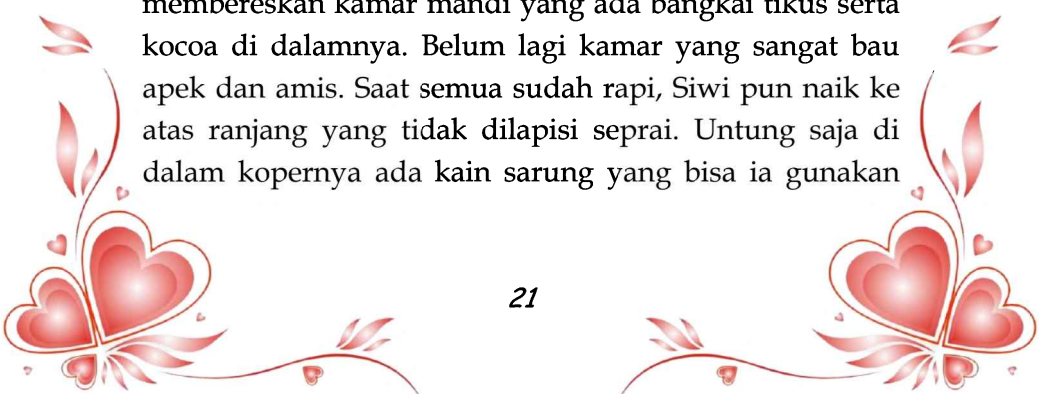 membereskan kamar mandi yang ada bangkai tikus serta
kocoa di dalamnya. Belum lagi kamar yang sangat bau
apek dan amis. Saat semua sudah rapi, Siwi pun naik ke
atas ranjang yang tidak dilapisi seprai. Untung saja di
dalam kopernya ada kain sarung yang bisa ia gunakan
21